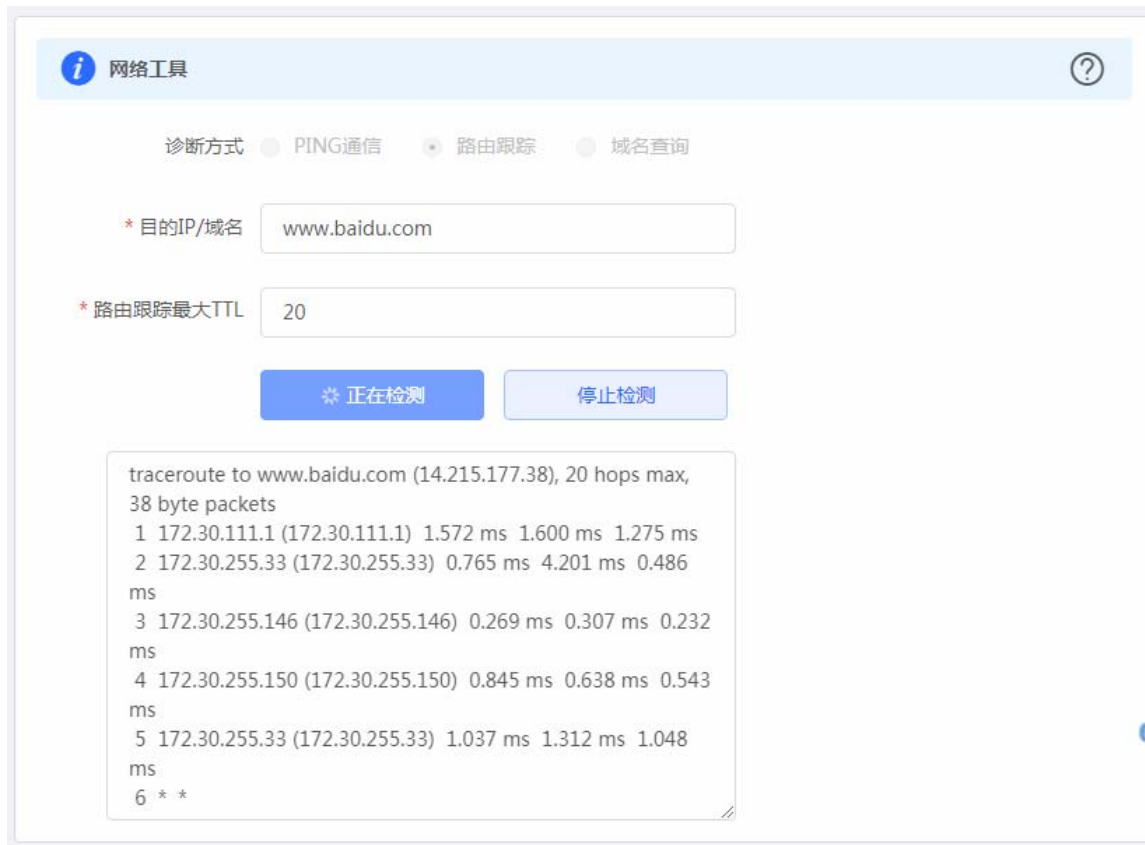 网络工具
诊断方式 PING通信 路由跟踪 域名查询
* 目的IP/域名 www.baidu.com
* 路由跟踪最大TTL 20
正在检测 停止检测
traceroute to www.baidu.com (14.215.177.38), 20 hops max,
38 byte packets
1 172.30.111.1 (172.30.111.1) 1.572 ms 1.600 ms 1.275 ms
2 172.30.255.33 (172.30.255.33) 0.765 ms 4.201 ms 0.486
ms
3 172.30.255.146 (172.30.255.146) 0.269 ms 0.307 ms 0.232
ms
4 172.30.255.150 (172.30.255.150) 0.845 ms 0.638 ms 0.543
ms
5 172.30.255.33 (172.30.255.33) 1.037 ms 1.312 ms 1.048
ms
6 * *